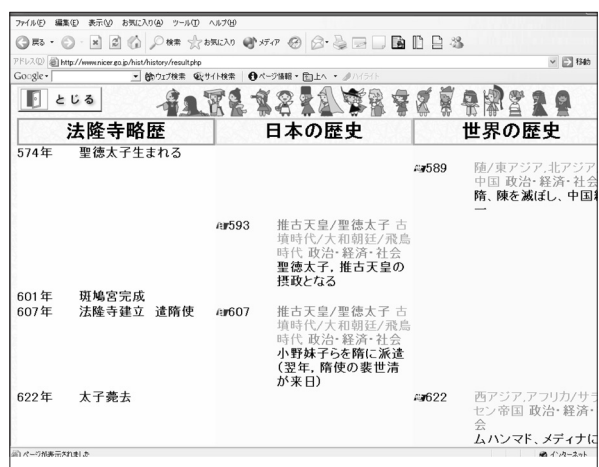 ファイル(F) 編集(E) 表示(V) お気に入り(A) ツール(T) ヘルプ(H)
戻る 検索 お気に入り メディア
アドレス(D) http://www.nicer.go.jp/hist/history/result.php 移動
Google ウェブ検索 サイト検索 ページ情報 上へ ハイライト
とじる
法隆寺略歴 日本の歴史 世界の歴史
574年 聖徳太子生まれる
589 随/東アジア,北アジア
中国 政治・経済・社会
隋、陳を滅ぼし、中国
一
593 推古天皇/聖徳太子 古
墳時代/大和朝廷/飛鳥
時代 政治・経済・社会
聖徳太子，推古天皇の
摂政となる
601年 斑鳩宮完成
607年 法隆寺建立 遣隋使 607 推古天皇/聖徳太子 古
墳時代/大和朝廷/飛鳥
時代 政治・経済・社会
小野妹子らを隋に派遣
(翌年，隋使の裴世清
が来日)
622年 太子薨去 622 西アジア,アフリカ/サラ
セン帝国 政治・経済・
会
ムハンマド、メディナに
ページが表示されました インターネット